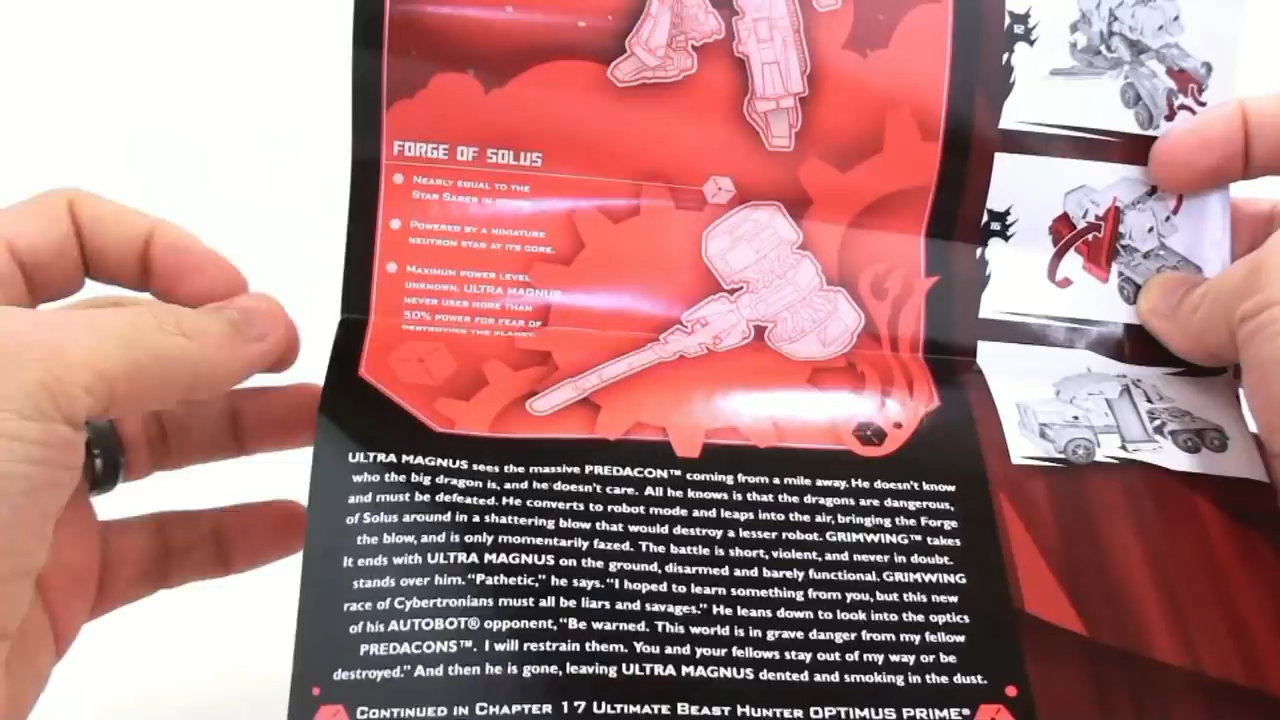 FORGE OF SOLUS
NEARLY EQUAL TO THE
STAR SABER IN
POWERED BY A MINIATURE
NEUTRON STAR AT ITS CORE.
MAXIMUM POWER LEVEL
UNKNOWN. ULTRA MAGNUS
NEVER USES MORE THAN
50% POWER FOR FEAR OF
DESTROYING THE PLANET.
ULTRA MAGNUS sees the massive PREDACON™ coming from a mile away. He doesn't know
who the big dragon is, and he doesn't care. All he knows is that the dragons are dangerous,
and must be defeated. He converts to robot mode and leaps into the air, bringing the Forge
of Solus around in a shattering blow that would destroy a lesser robot. GRIMWING™ takes
the blow, and is only momentarily fazed. The battle is short, violent, and never in doubt.
It ends with ULTRA MAGNUS on the ground, disarmed and barely functional. GRIMWING
stands over him. “Pathetic,” he says. “I hoped to learn something from you, but this new
race of Cybertronians must all be liars and savages.” He leans down to look into the optics
of his AUTOBOT® opponent, “Be warned. This world is in grave danger from my fellow
PREDACONS™. I will restrain them. You and your fellows stay out of my way or be
destroyed.” And then he is gone, leaving ULTRA MAGNUS dented and smoking in the dust.
CONTINUED IN CHAPTER 17 ULTIMATE BEAST HUNTER OPTIMUS PRIME®
12
16